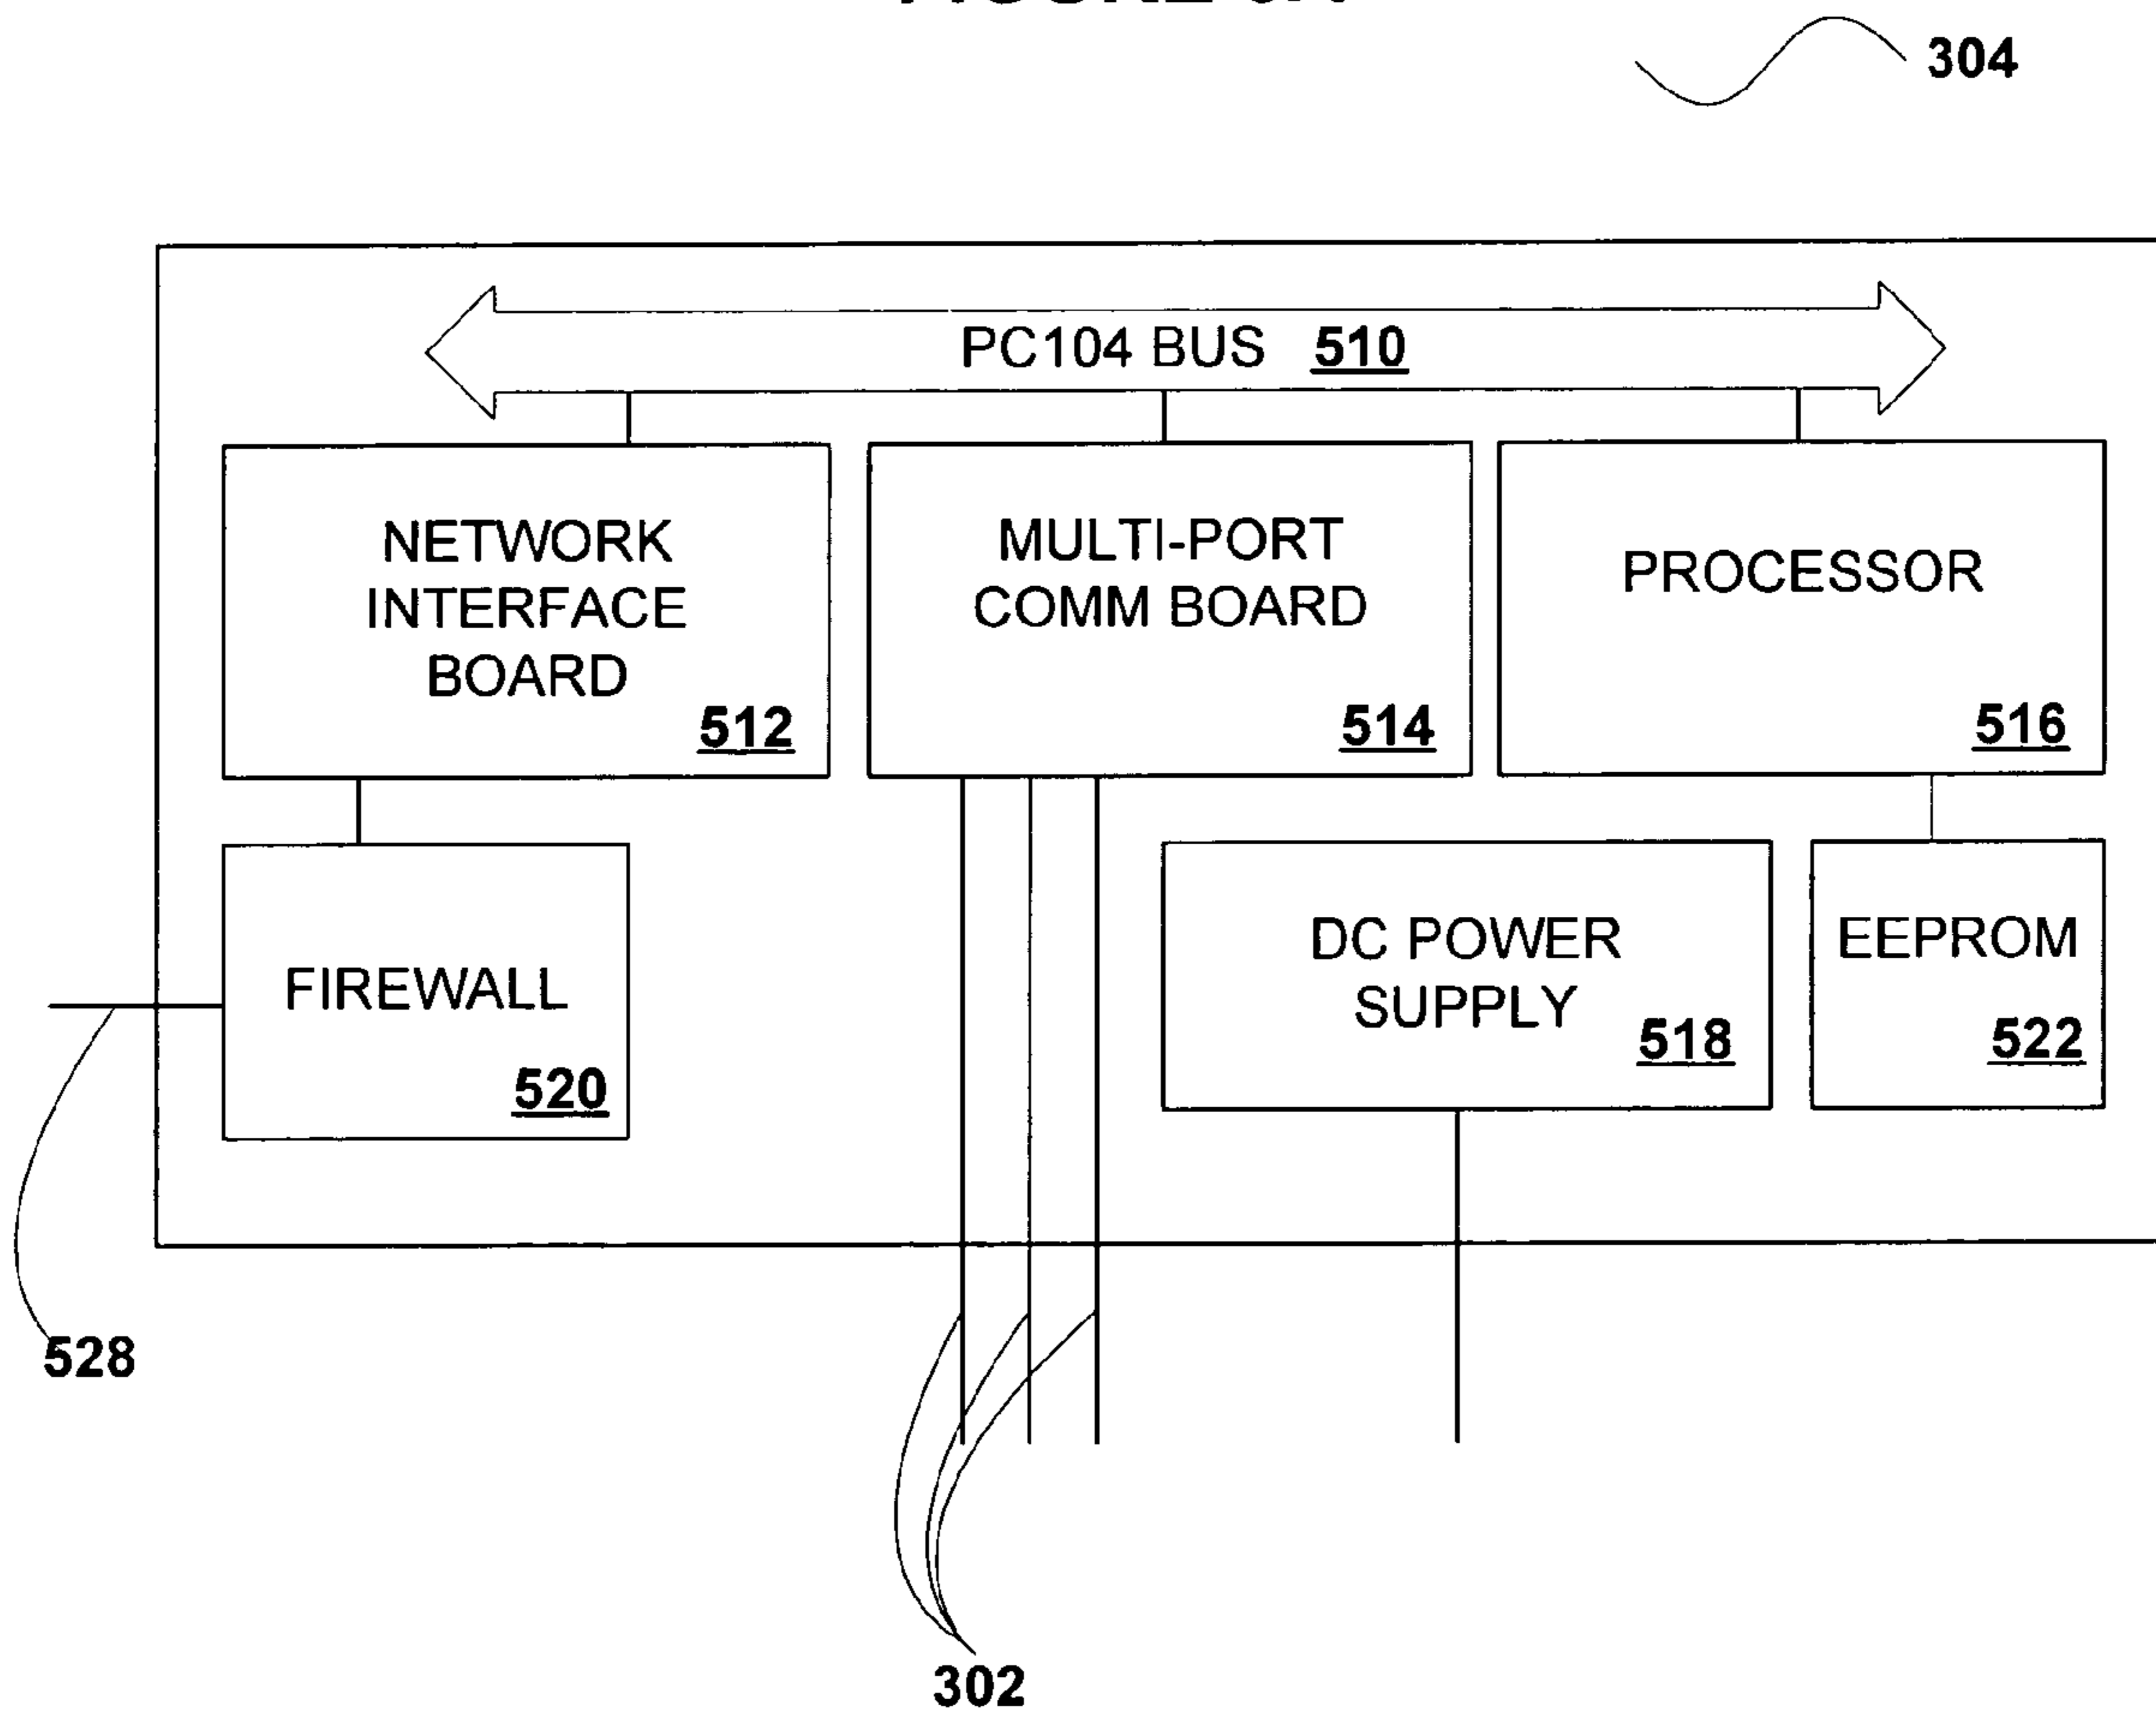 304
PC104 BUS 510
NETWORK
INTERFACE
BOARD
512
MULTI-PORT
COMM BOARD
514
PROCESSOR
516
FIREWALL
520
DC POWER
SUPPLY
518
EEPROM
522
528
302